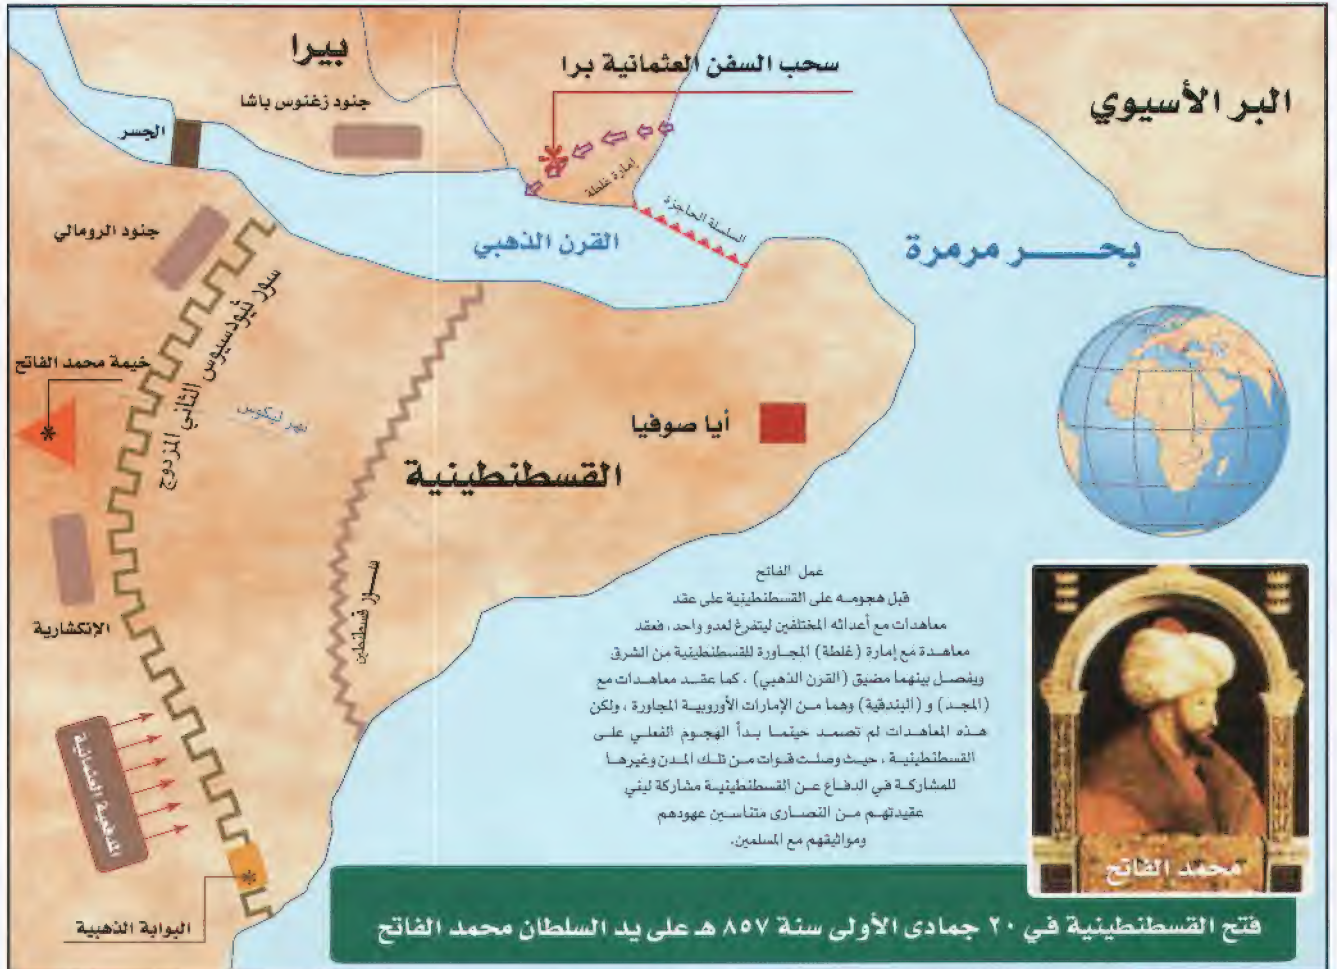 بيرا
سحب السفن العثمانية برا
البر الأسيوي
جنود زغنوس باشا
الجسر
إمارة غلطة
السلسلة الحاجزة
جنود الرومالي
القرن الذهبي
بحر مرمرة
سور ثيودسيوس الثاني المزدوج
خيمة محمد الفاتح
نهر ليكوس
أيا صوفيا
القسطنطينية
سور قسطنطين
الإنكشارية
المدفعية العثمانية
البوابة الذهبية
عمل الفاتح
قبل هجومه على القسطنطينية على عقد
معاهدات مع أعدائه المختلفين ليتفرغ لعدو واحد، فعقد
معاهدة مع إمارة (غلطة) المجاورة للقسطنطينية من الشرق
ويفصل بينهما مضيق (القرن الذهبي)، كما عقد معاهدات مع
(المجد) و (البندقية) وهما من الإمارات الأوروبية المجاورة، ولكن
هذه المعاهدات لم تصمد حينما بدأ الهجوم الفعلي على
القسطنطينية، حيث وصلت قوات من تلك المدن وغيرها
للمشاركة في الدفاع عن القسطنطينية مشاركة لبني
عقيدتهم من النصارى متناسين عهودهم
ومواثيقهم مع المسلمين.
محمد الفاتح
فتح القسطنطينية في ٢٠ جمادى الأولى سنة ٨٥٧ هـ على يد السلطان محمد الفاتح